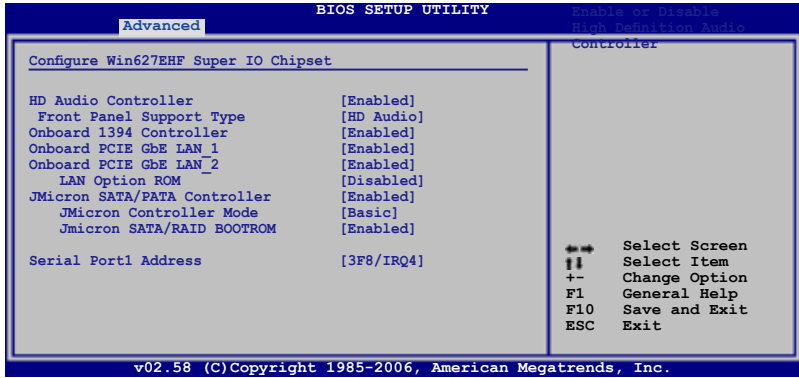 BIOS SETUP UTILITY
Advanced
Configure Win627EHF Super IO Chipset
HD Audio Controller [Enabled]
Front Panel Support Type [HD Audio]
Onboard 1394 Controller [Enabled]
Onboard PCIE GbE LAN_1 [Enabled]
Onboard PCIE GbE LAN_2 [Enabled]
LAN Option ROM [Disabled]
JMicron SATA/PATA Controller [Enabled]
JMicron Controller Mode [Basic]
Jmicron SATA/RAID BOOTROM [Enabled]
Serial Port1 Address [3F8/IRQ4]
Enable or Disable
High Definition Audio
Controller
Select Screen
Select Item
+- Change Option
F1 General Help
F10 Save and Exit
ESC Exit
v02.58 (C)Copyright 1985-2006, American Megatrends, Inc.